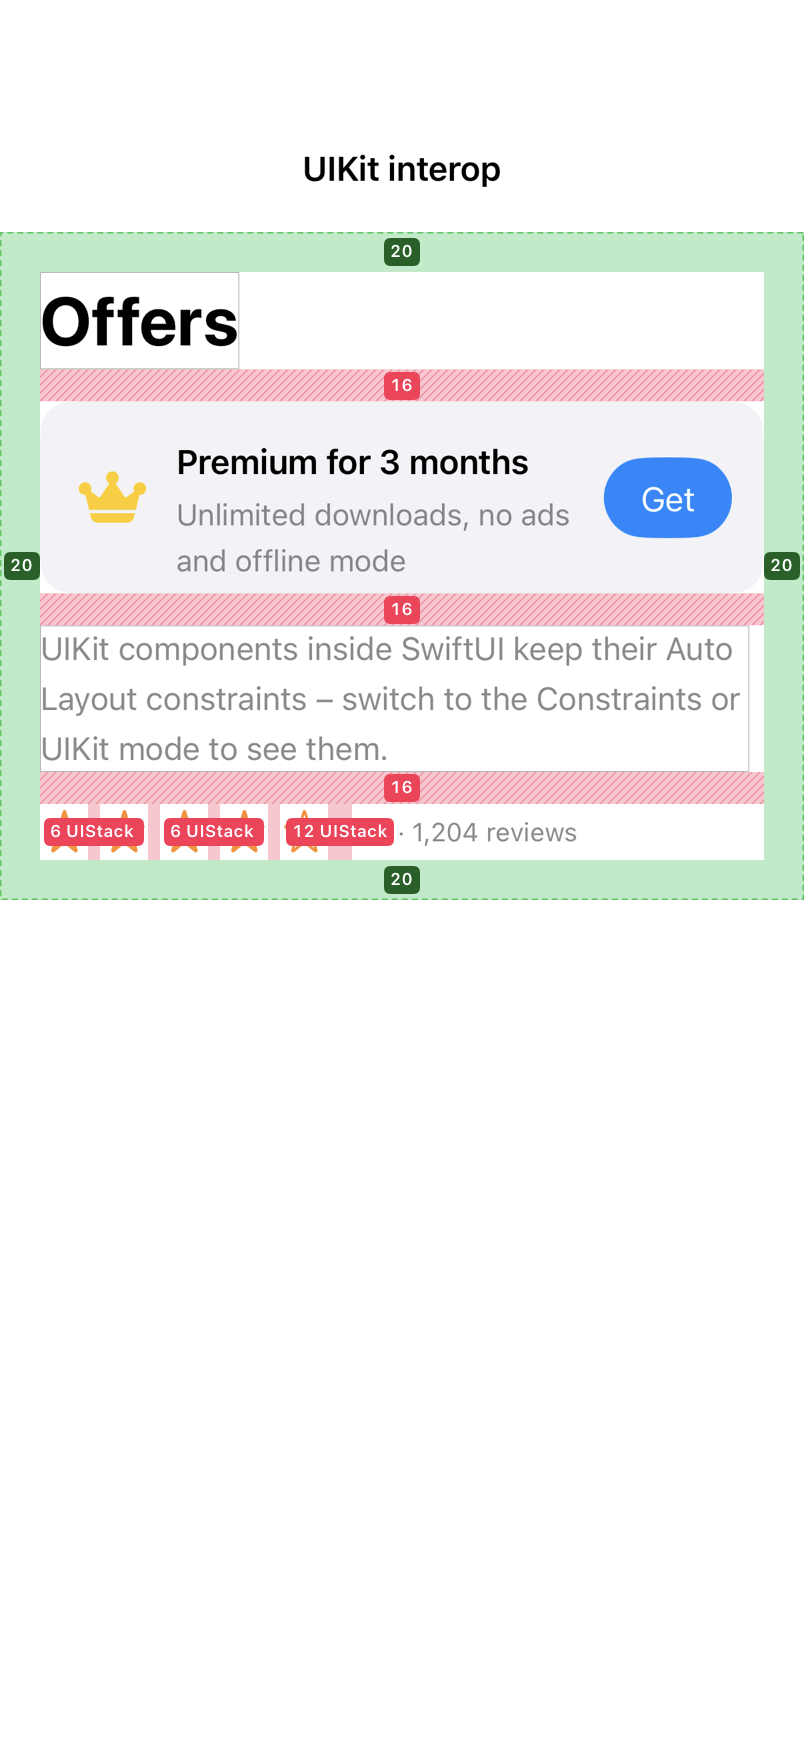 UIKit interop
20
Offers
16
Premium for 3 months
Unlimited downloads, no ads
and offline mode
Get
20
20
16
UIKit components inside SwiftUI keep their Auto
Layout constraints – switch to the Constraints or
UIKit mode to see them.
16
6 UIStack 6 UIStack 12 UIStack · 1,204 reviews
20